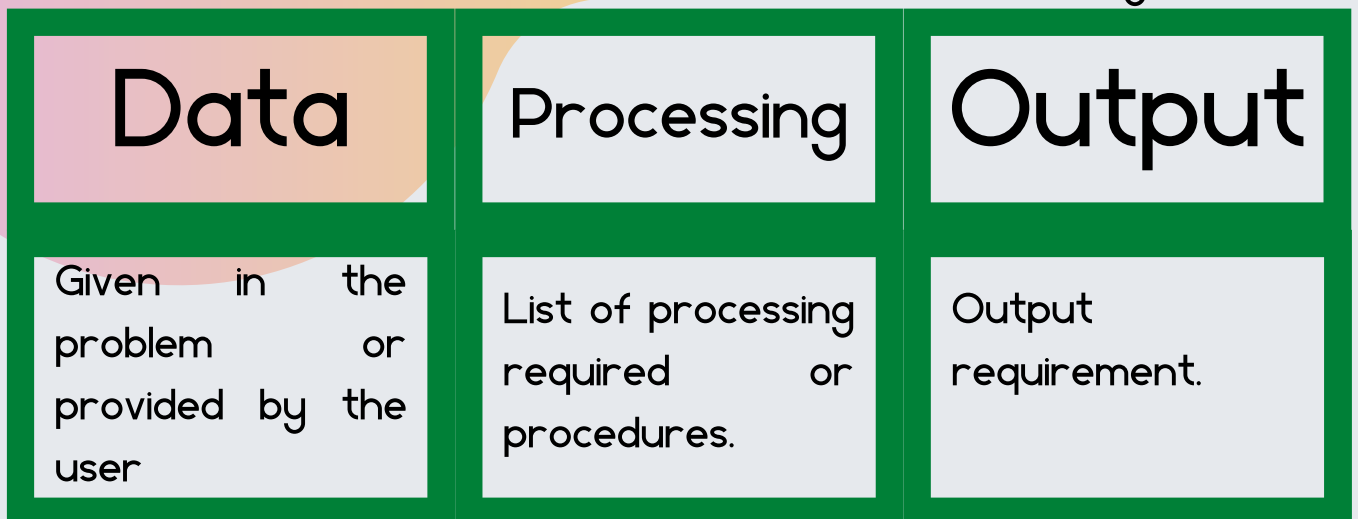 Data
Processing
Output
Given in the
problem or
provided by the
user
List of processing
required or
procedures.
Output
requirement.